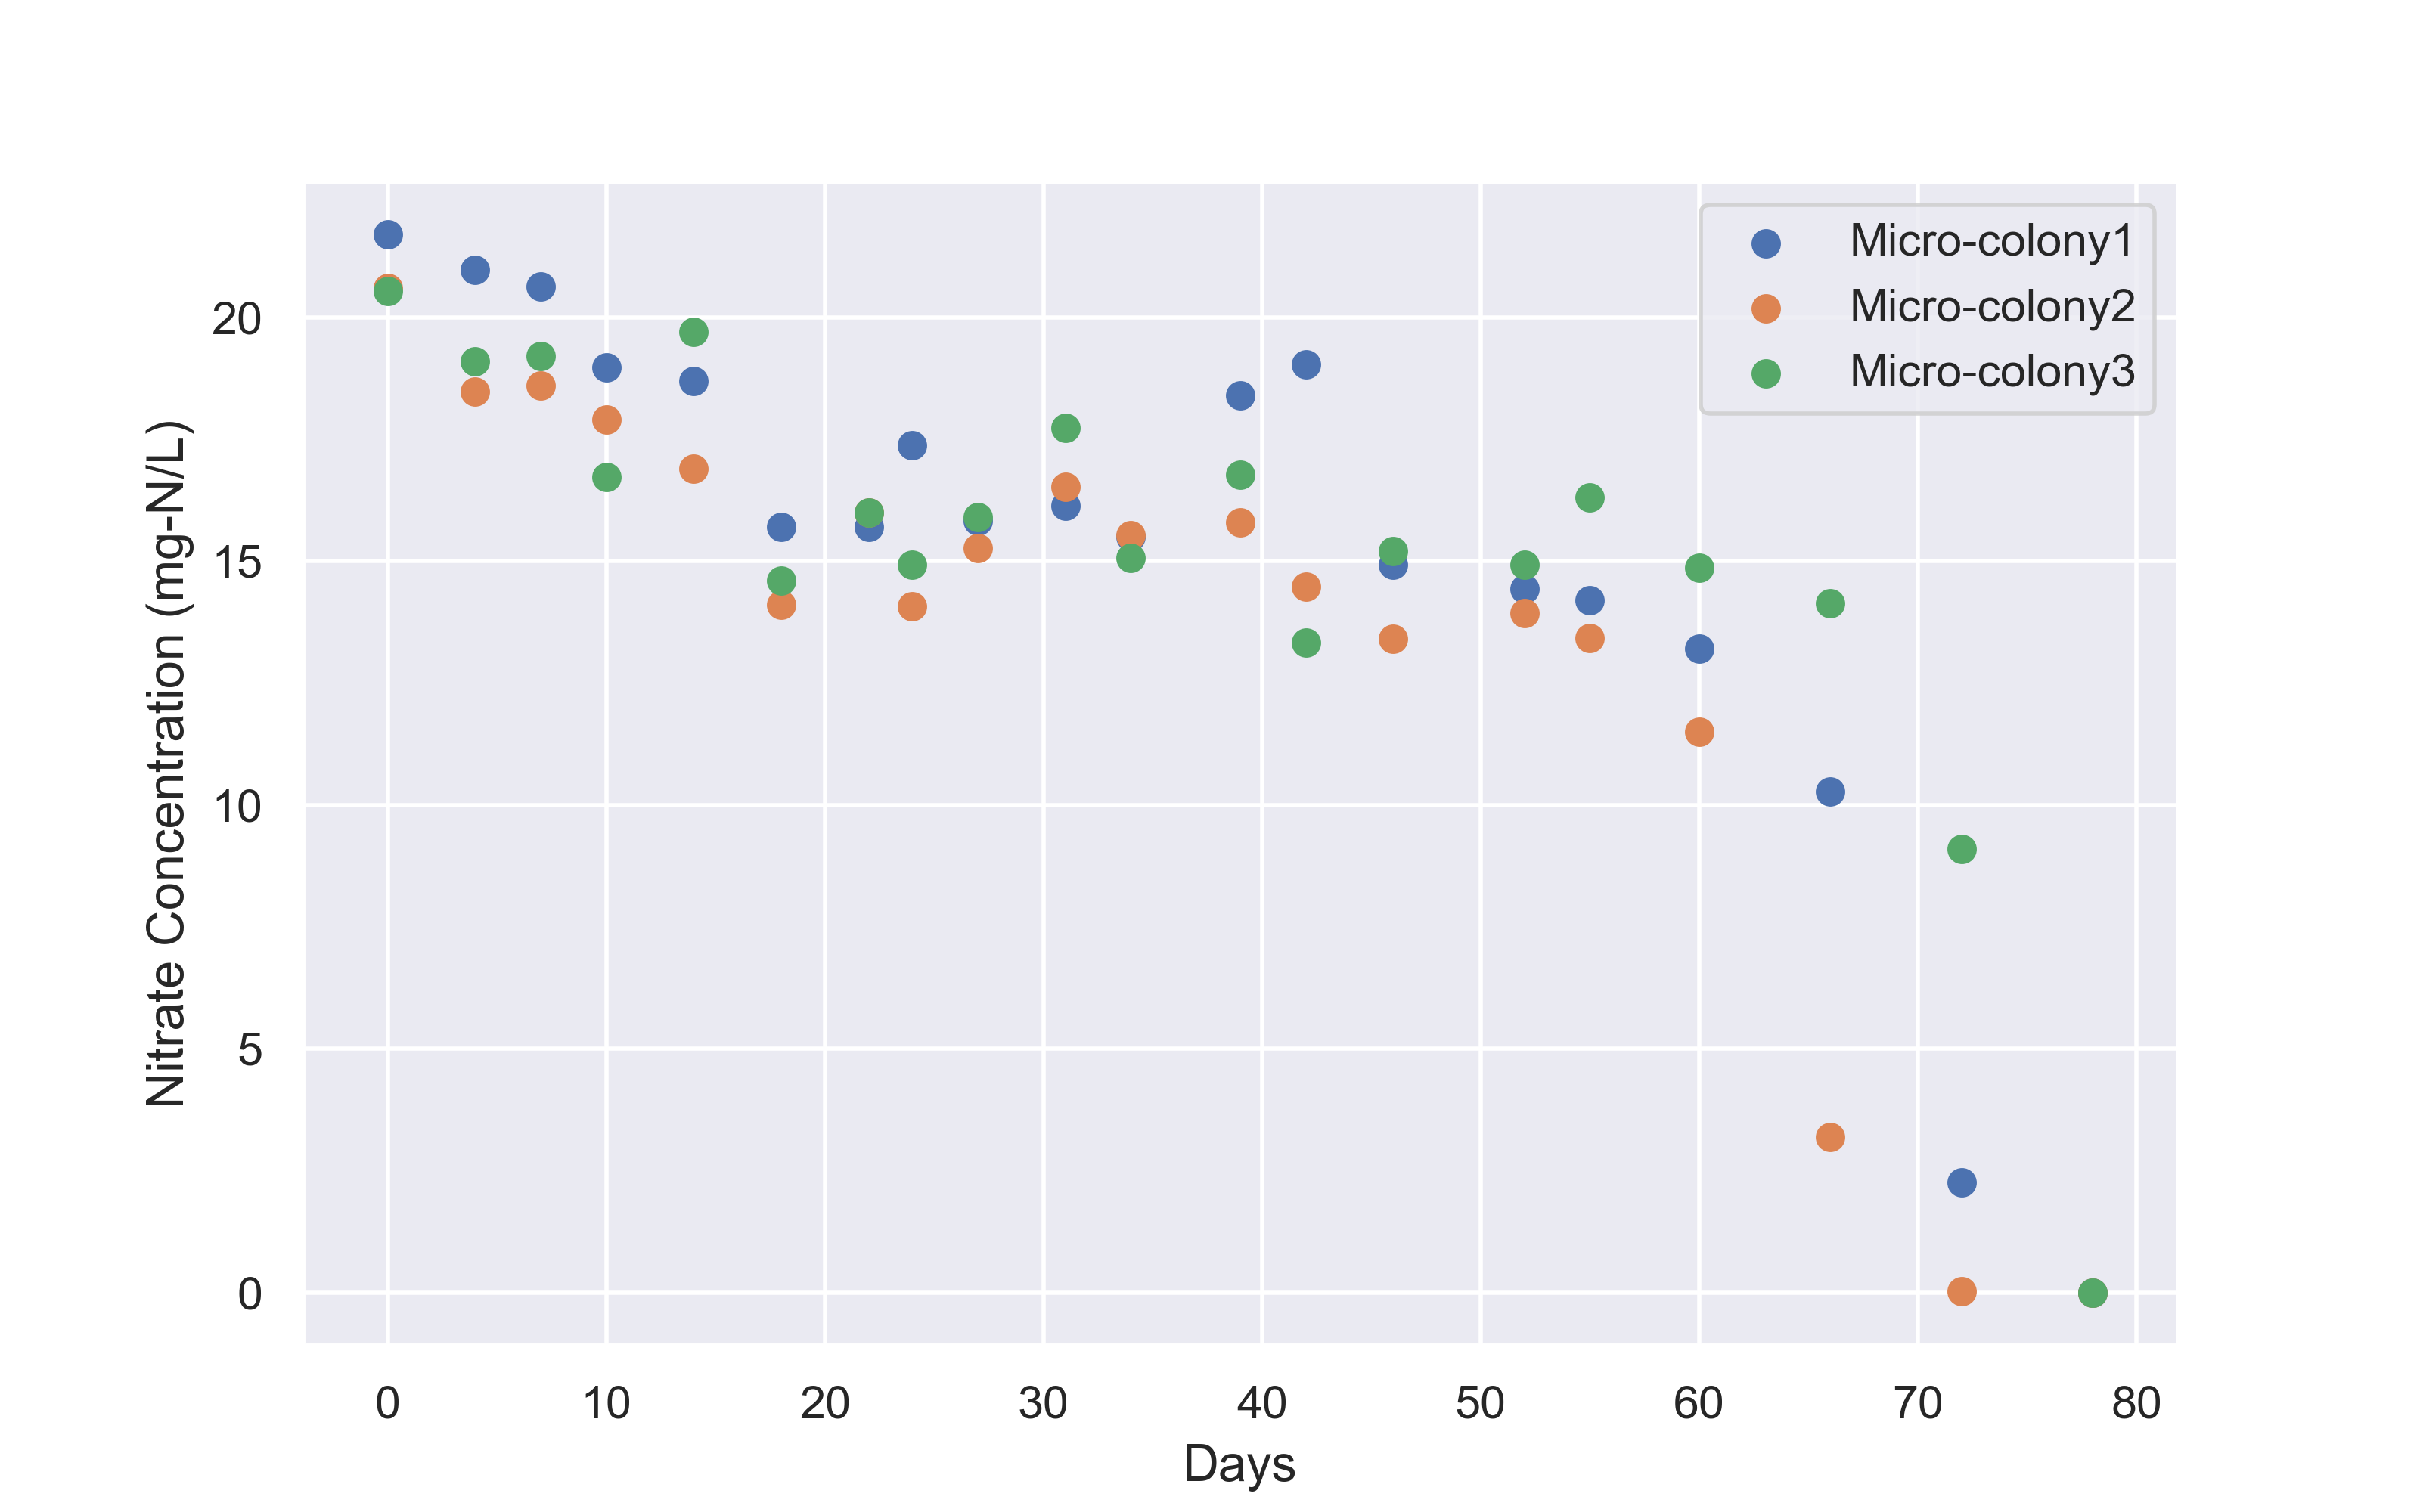 Micro-colony1
Micro-colony2
Micro-colony3
Nitrate Concentration (mg-N/L)
20
15
10
5
0
0 10 20 30 40 50 60 70 80
Days